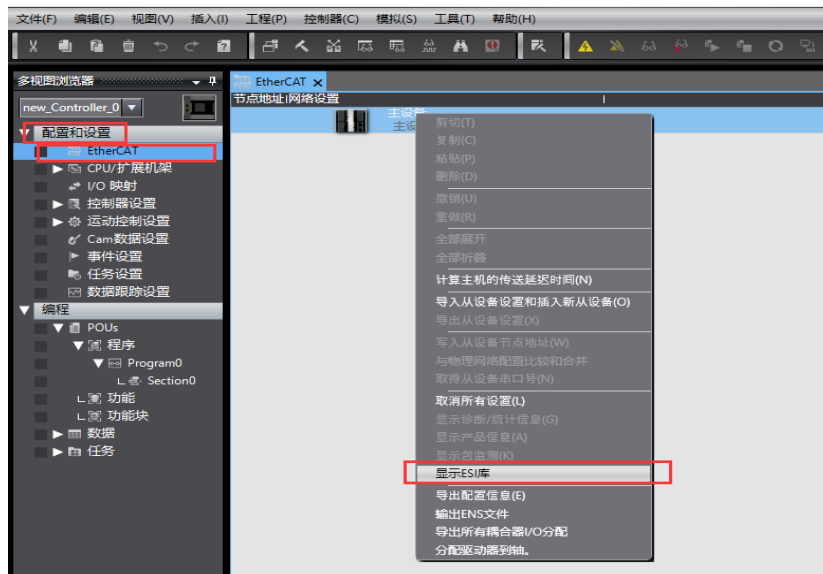 文件(F) 编辑(E) 视图(V) 插入(I) 工程(P) 控制器(C) 模拟(S) 工具(T) 帮助(H)
多视图浏览器
new_Controller_0
配置和设置
EtherCAT
CPU/扩展机架
I/O 映射
控制器设置
运动控制设置
Cam数据设置
事件设置
任务设置
数据跟踪设置
编程
POUs
程序
Program0
Section0
功能
功能块
数据
任务
EtherCAT
节点地址|网络设置
主设备
主设
剪切(T)
复制(C)
粘贴(P)
删除(D)
撤销(U)
重做(R)
全部展开
全部折叠
计算主机的传送延迟时间(N)
导入从设备设置和插入新从设备(O)
导出从设备设置(X)
写入从设备节点地址(W)
与物理网络配置比较和合并
取得从设备串口号(N)
取消所有设置(L)
显示诊断/统计信息(G)
显示产品信息(A)
显示包监测(K)
显示ESI库
导出配置信息(E)
输出ENS文件
导出所有耦合器I/O分配
分配驱动器到轴。